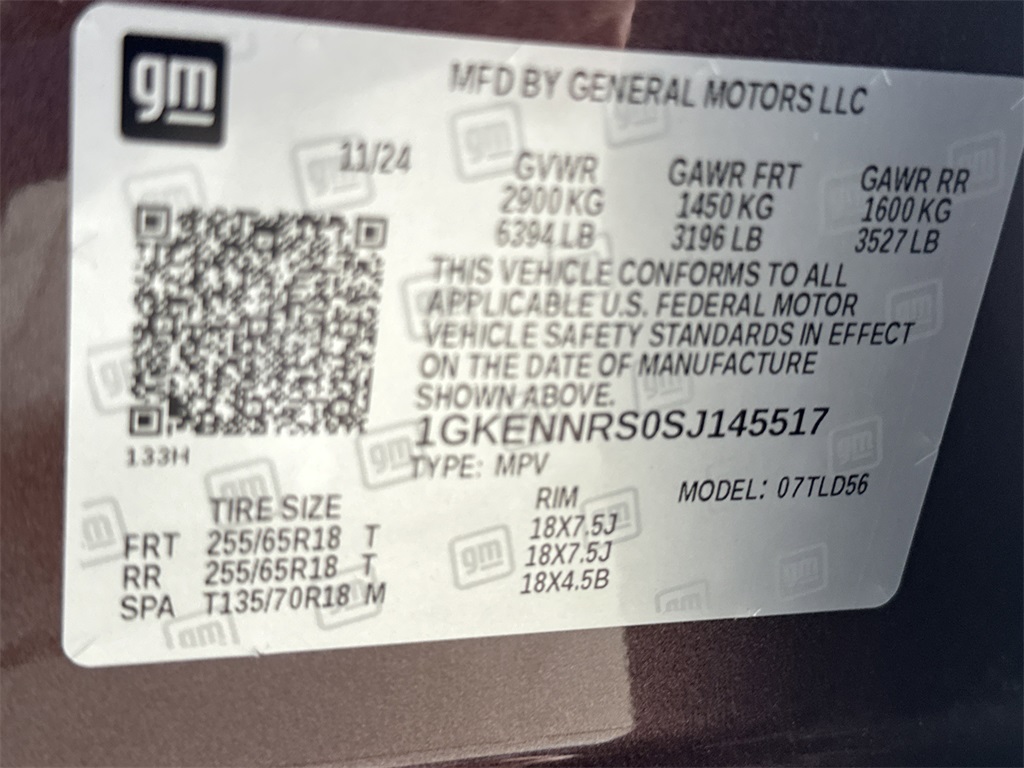 gm
MFD BY GENERAL MOTORS LLC
11/24
GVWR GAWR FRT GAWR RR
2900 KG 1450 KG 1600 KG
6394 LB 3196 LB 3527 LB
THIS VEHICLE CONFORMS TO ALL
APPLICABLE U.S. FEDERAL MOTOR
VEHICLE SAFETY STANDARDS IN EFFECT
ON THE DATE OF MANUFACTURE
SHOWN ABOVE.
1GKENNRS0SJ145517
133H
TYPE: MPV
MODEL: 07TLD56
TIRE SIZE RIM
FRT 255/65R18 T 18X7.5J
RR 255/65R18 T 18X7.5J
SPA T135/70R18 M 18X4.5B